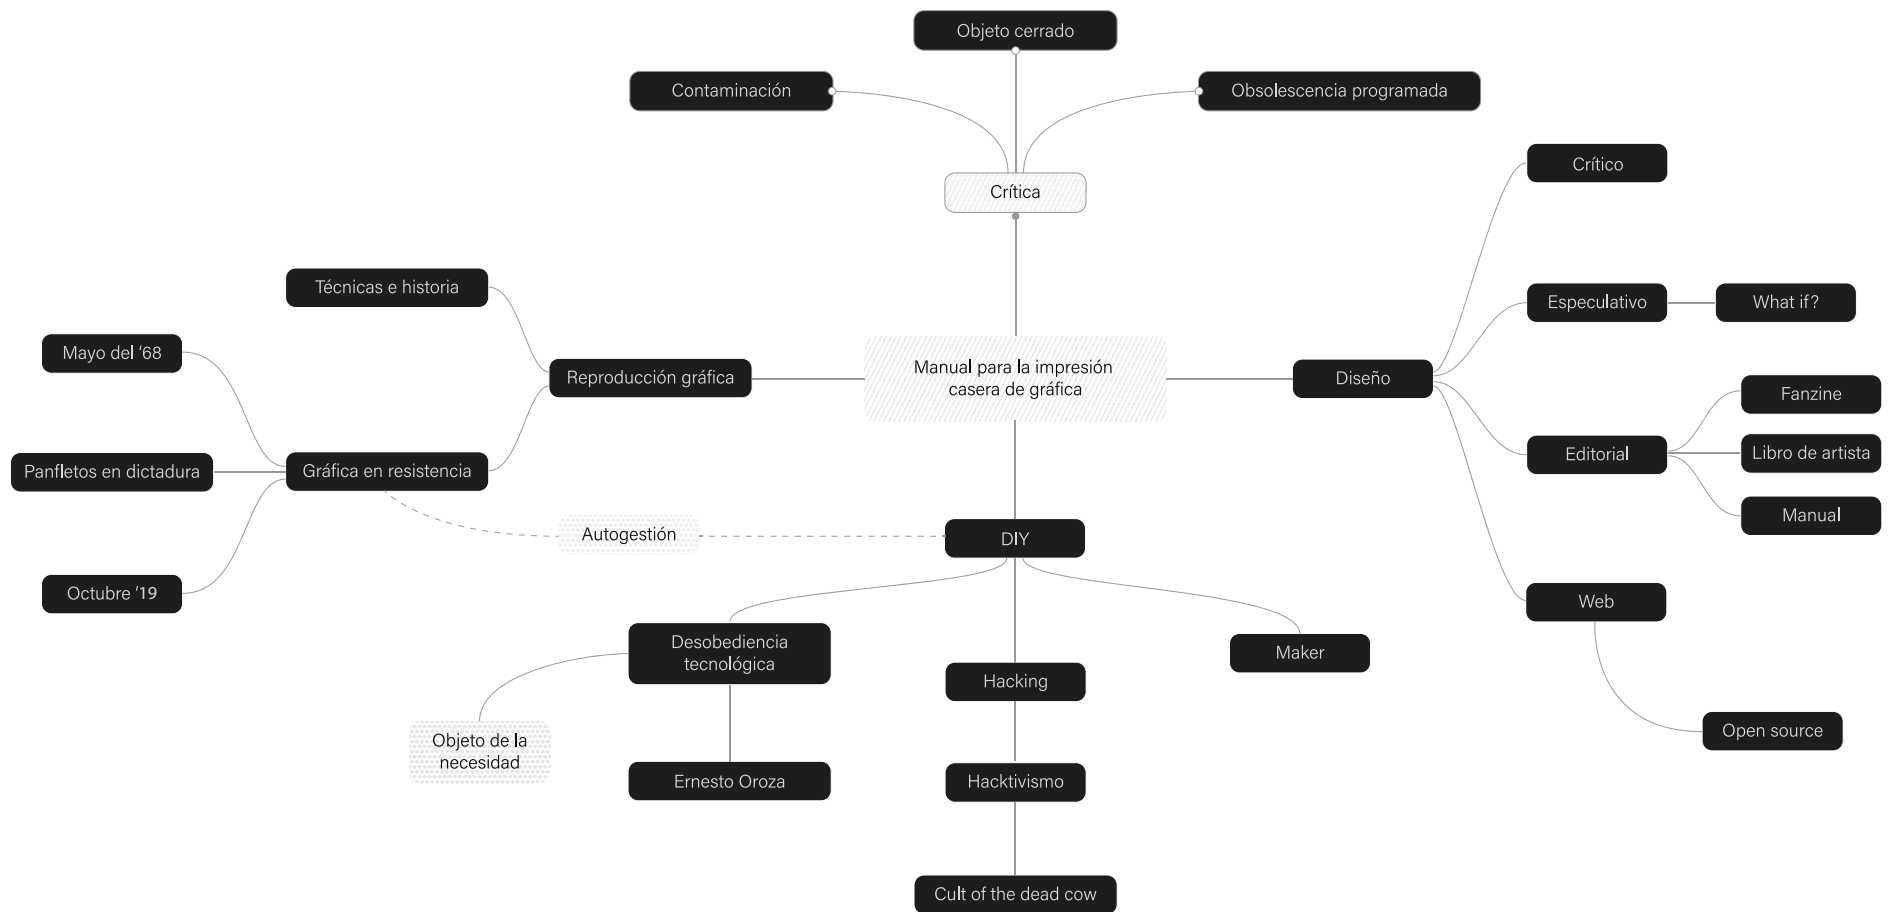 Objeto cerrado
Contaminación
Obsolescencia programada
Crítico
Crítica
Técnicas e historia
Especulativo
What if?
Mayo del ‘68
Manual para la impresión
casera de gráfica
Reproducción gráfica
Diseño
Fanzine
Editorial
Libro de artista
Panfletos en dictadura
Gráfica en resistencia
Manual
Autogestión
DIY
Octubre ’19
Web
Desobediencia
tecnológica
Maker
Hacking
Open source
Objeto de la
necesidad
Ernesto Oroza
Hacktivismo
Cult of the dead cow